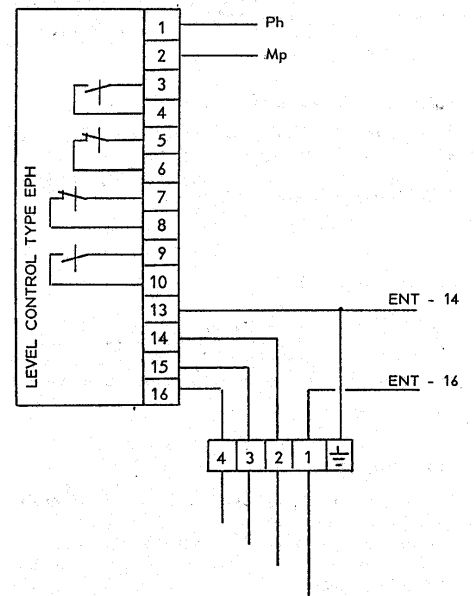 LEVEL CONTROL TYPE EPH
1
Ph
2
Mp
3
4
5
6
7
8
9
10
13
ENT - 14
14
15
ENT - 16
16
4 3 2 1